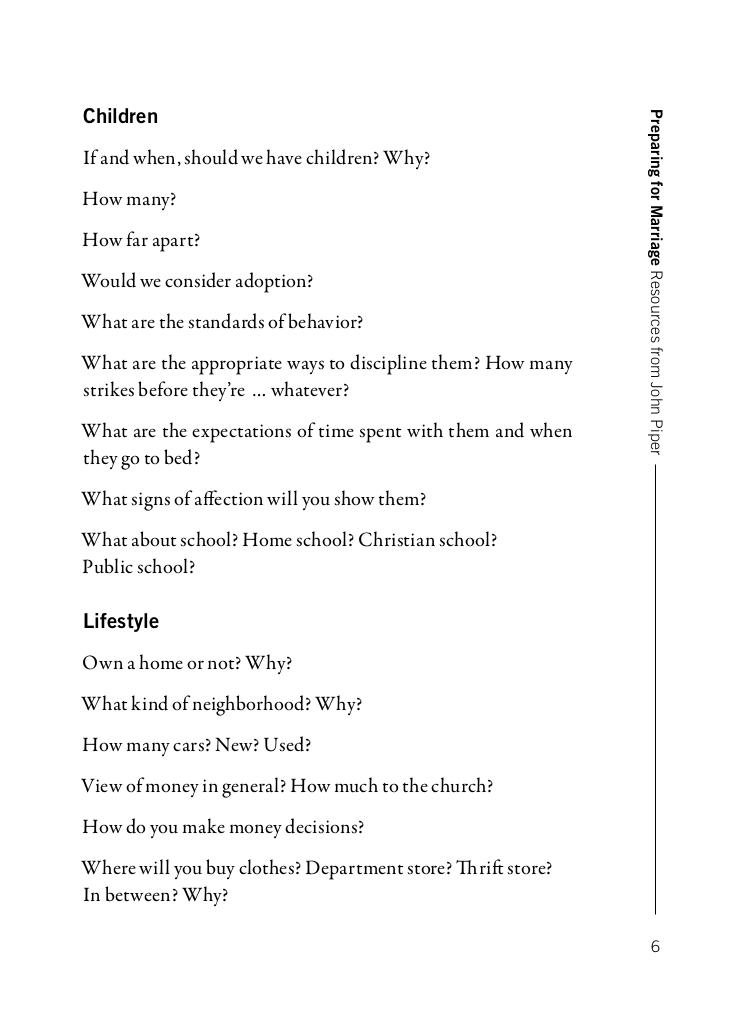 Children
If and when, should we have children? Why?
How many?
How far apart?
Would we consider adoption?
What are the standards of behavior?
What are the appropriate ways to discipline them? How many
strikes before they’re … whatever?
What are the expectations of time spent with them and when
they go to bed?
What signs of affection will you show them?
What about school? Home school? Christian school?
Public school?
Lifestyle
Own a home or not? Why?
What kind of neighborhood? Why?
How many cars? New? Used?
View of money in general? How much to the church?
How do you make money decisions?
Where will you buy clothes? Department store? Thrift store?
In between? Why?
Preparing for Marriage Resources from John Piper
6